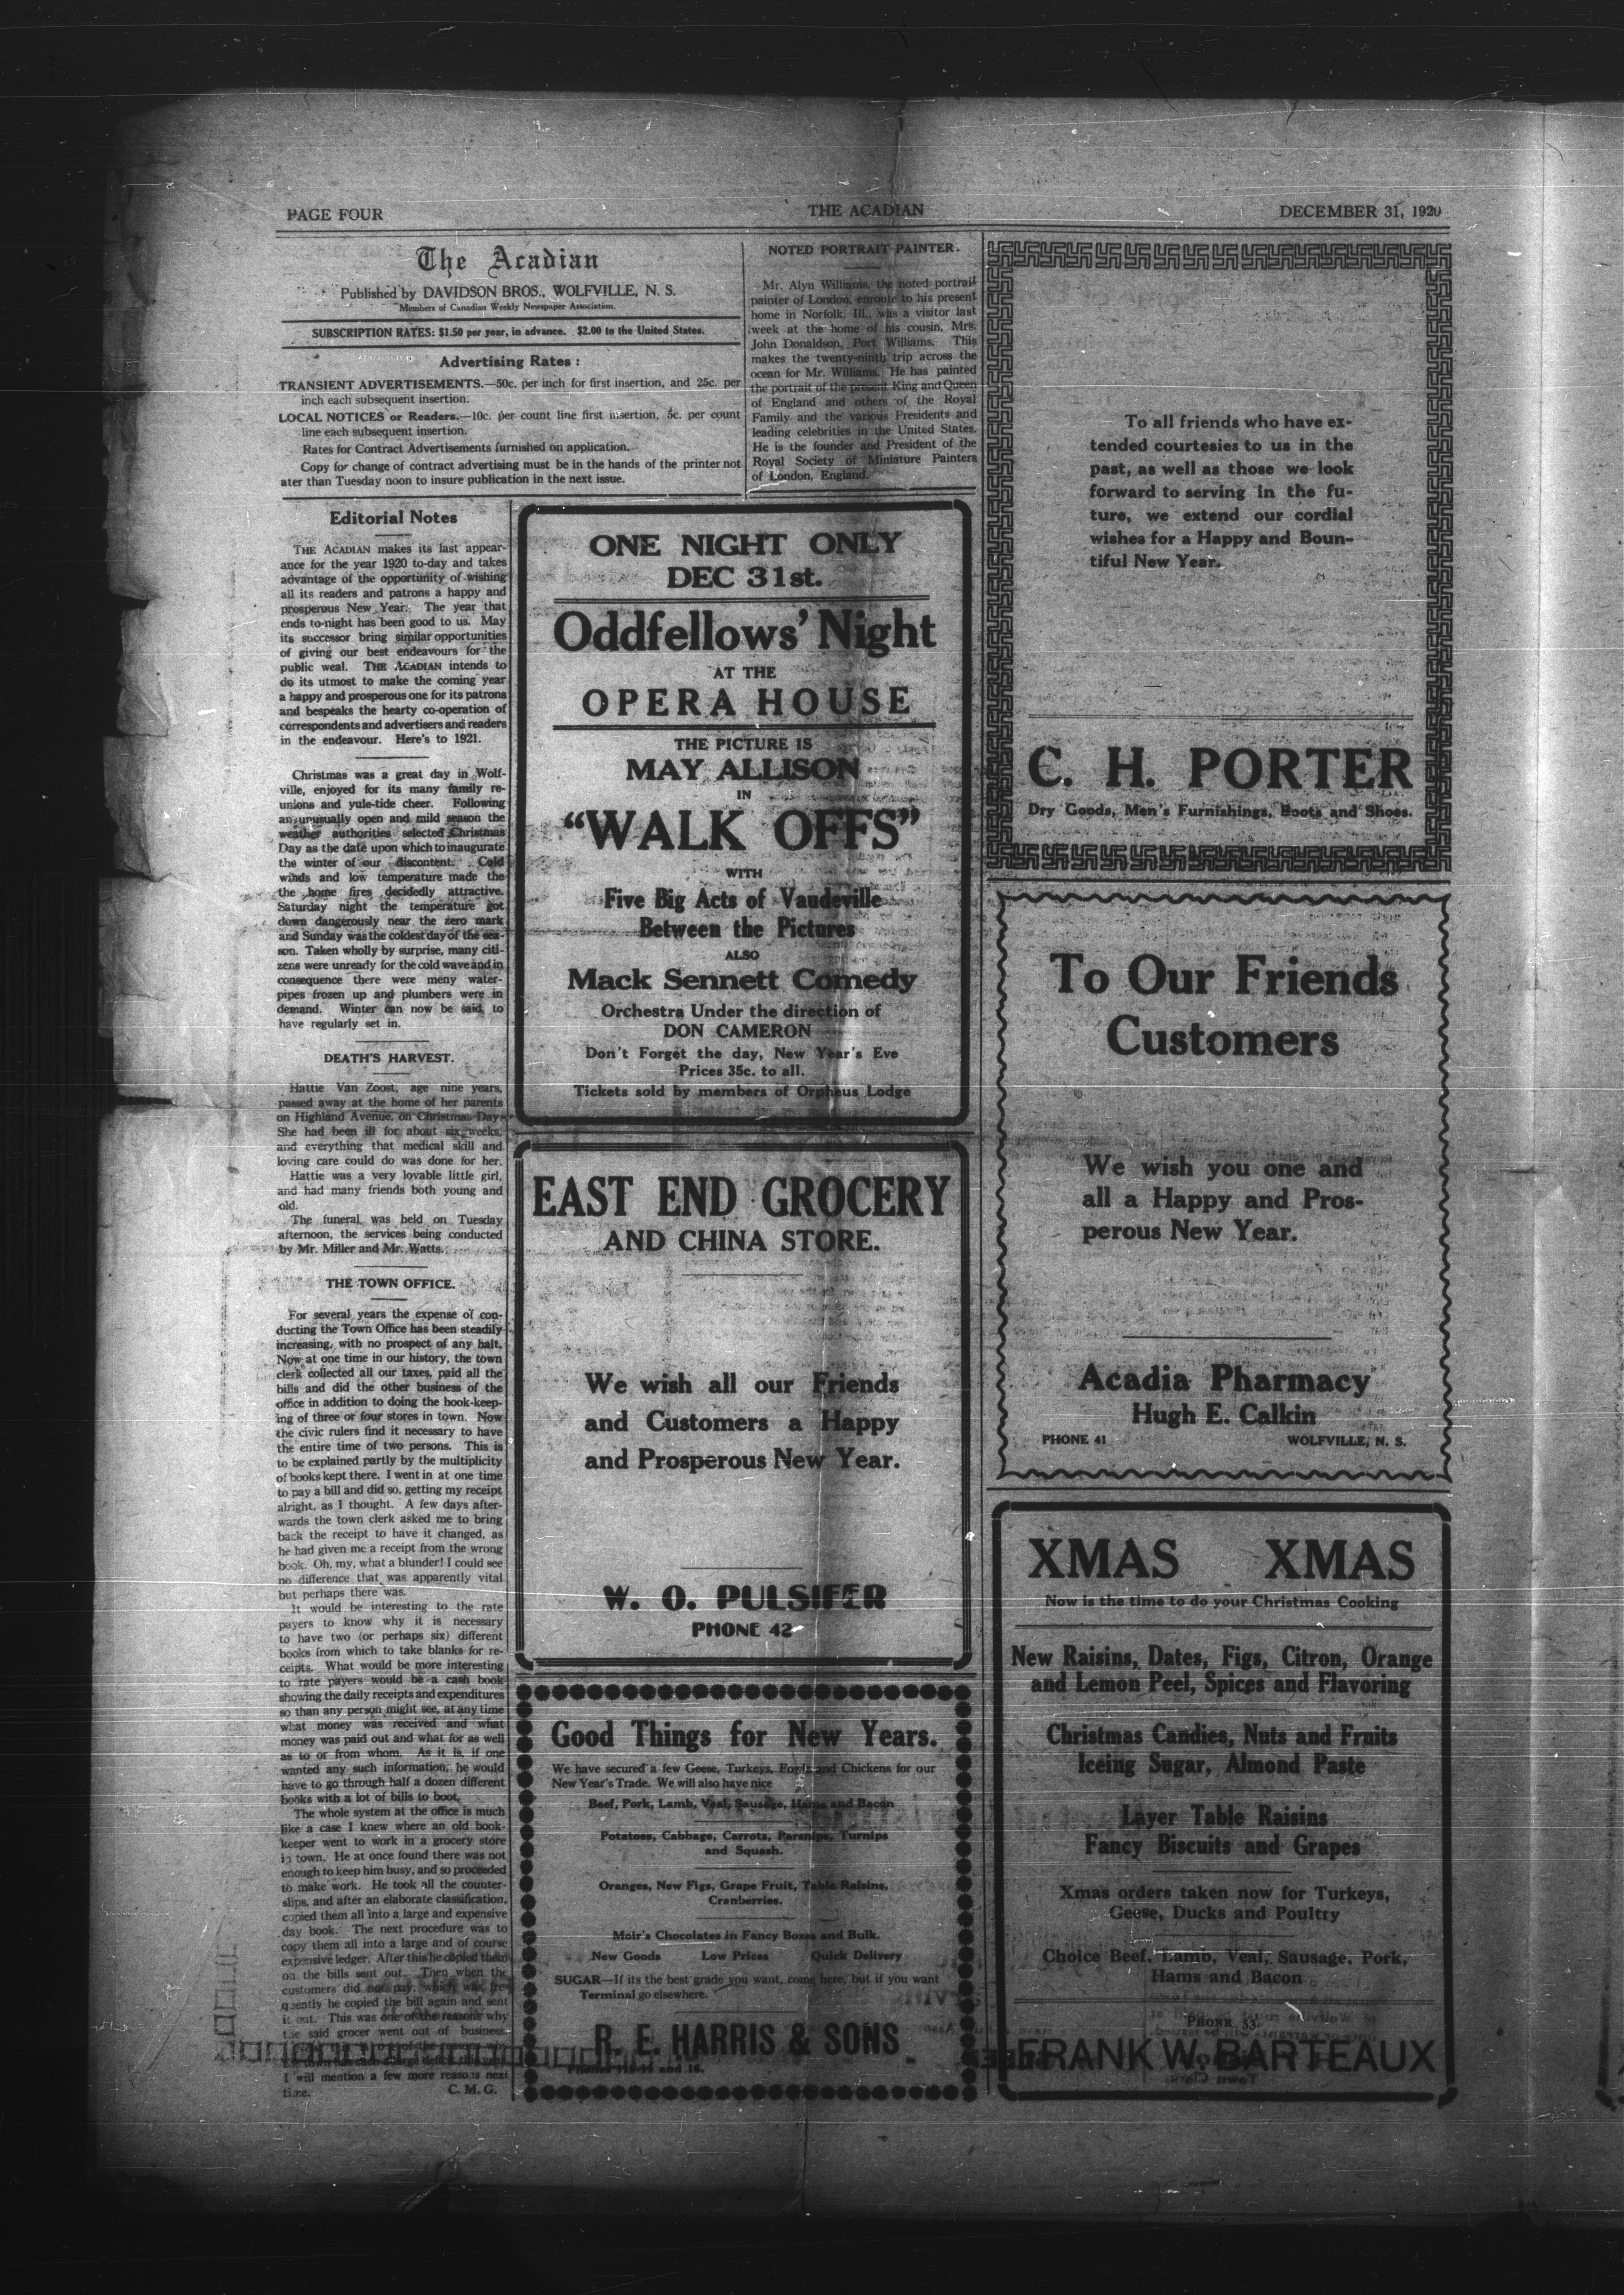 PAGE FOUR
THE ACADIAN
DECEMBER 31, 1920
The Acadian
Published by DAVIDSON BROS., WOLFVILLE, N. S.
Members of Canadian Weekly Newspaper Association.
SUBSCRIPTION RATES: $1.50 per year, in advance. $2.00 to the United States.
Advertising Rates :
TRANSIENT ADVERTISEMENTS.—50c. per inch for first insertion, and 25c. per
inch each subsequent insertion.
LOCAL NOTICES or Readers.—10c. per count line first insertion, 5c. per count
line each subsequent insertion.
Rates for Contract Advertisements furnished on application.
Copy for change of contract advertising must be in the hands of the printer not
ater than Tuesday noon to insure publication in the next issue.
NOTED PORTRAIT PAINTER.
Mr. Alyn Williams, the noted portrait
painter of London, enroute to his present
home in Norfolk, Ill., was a visitor last
week at the home of his cousin, Mrs.
John Donaldson, Port Williams. This
makes the twenty-ninth trip across the
ocean for Mr. Williams. He has painted
the portrait of the present King and Queen
of England and others of the Royal
Family and the various Presidents and
leading celebrities in the United States.
He is the founder and President of the
Royal Society of Miniature Painters
of London, England.
Editorial Notes
THE ACADIAN makes its last appear-
ance for the year 1920 to-day and takes
advantage of the opportunity of wishing
all its readers and patrons a happy and
prosperous New Year. The year that
ends to-night has been good to us. May
its successor bring similar opportunities
of giving our best endeavours for the
public weal. THE ACADIAN intends to
do its utmost to make the coming year
a happy and prosperous one for its patrons
and bespeaks the hearty co-operation of
correspondents and advertisers and readers
in the endeavour. Here's to 1921.
Christmas was a great day in Wolf-
ville, enjoyed for its many family re-
unions and yule-tide cheer. Following
an unusually open and mild season the
weather authorities selected Christmas
Day as the date upon which to inaugurate
the winter of our discontent. Cold
winds and low temperature made the
the home fires decidedly attractive.
Saturday night the temperature got
down dangerously near the zero mark
and Sunday was the coldest day of the sea-
son. Taken wholly by surprise, many citi-
zens were unready for the cold wave and in
consequence there were meny water-
pipes frozen up and plumbers were in
demand. Winter can now be said to
have regularly set in.
DEATH'S HARVEST.
Hattie Van Zoost, age nine years,
passed away at the home of her parents
on Highland Avenue, on Christmas Day.
She had been ill for about six weeks,
and everything that medical skill and
loving care could do was done for her.
Hattie was a very lovable little girl,
and had many friends both young and
old.
The funeral was held on Tuesday
afternoon, the services being conducted
by Mr. Miller and Mr. Watts.
THE TOWN OFFICE.
For several years the expense of con-
ducting the Town Office has been steadily
increasing, with no prospect of any halt.
Now at one time in our history, the town
clerk collected all our taxes, paid all the
bills and did the other business of the
office in addition to doing the book-keep-
ing of three or four stores in town. Now
the civic rulers find it necessary to have
the entire time of two persons. This is
to be explained partly by the multiplicity
of books kept there. I went in at one time
to pay a bill and did so, getting my receipt
alright, as I thought. A few days after-
wards the town clerk asked me to bring
back the receipt to have it changed, as
he had given me a receipt from the wrong
book. Oh, my, what a blunder! I could see
no difference that was apparently vital
but perhaps there was.
It would be interesting to the rate
payers to know why it is necessary
to have two (or perhaps six) different
books from which to take blanks for re-
ceipts. What would be more interesting
to rate payers would be a cash book
showing the daily receipts and expenditures
so than any person might see, at any time
what money was received and what
money was paid out and what for as well
as to or from whom. As it is, if one
wanted any such information, he would
have to go through half a dozen different
books with a lot of bills to boot.
The whole system at the office is much
like a case I knew where an old book-
keeper went to work in a grocery store
in town. He at once found there was not
enough to keep him busy, and so proceeded
to make work. He took all the counter-
slips, and after an elaborate classification,
copied them all into a large and expensive
day book. The next procedure was to
copy them all into a large and of course
expensive ledger. After this he copied them
on the bills sent out. Then when the
customers did not pay, which was fre-
quently he copied the bill again and sent
it out. This was one of the reasons why
the said grocer went out of business.
I will mention a few more reasons next
time. C. M. G.
ONE NIGHT ONLY
DEC 31st.
Oddfellows' Night
AT THE
OPERA HOUSE
THE PICTURE IS
MAY ALLISON
IN
"WALK OFFS"
WITH
Five Big Acts of Vaudeville
Between the Pictures
ALSO
Mack Sennett Comedy
Orchestra Under the direction of
DON CAMERON
Don't Forget the day, New Year's Eve
Prices 35c. to all.
Tickets sold by members of Orpheus Lodge
EAST END GROCERY
AND CHINA STORE.
We wish all our Friends
and Customers a Happy
and Prosperous New Year.
W. O. PULSIFER
PHONE 42
Good Things for New Years.
We have secured a few Geese, Turkeys, Fowls and Chickens for our
New Year's Trade. We will also have nice
Beef, Pork, Lamb, Veal, Sausage, Hams and Bacon
Potatoes, Cabbage, Carrots, Parsnips, Turnips
and Squash.
Oranges, New Figs, Grape Fruit, Table Raisins,
Crenberries.
Moir's Chocolates in Fancy Boxes and Bulk.
New Goods Low Prices Quick Delivery
SUGAR—If its the best grade you want, come here, but if you want
Terminal go elsewhere.
R. E. HARRIS & SONS
and 16.
To all friends who have ex-
tended courtesies to us in the
past, as well as those we look
forward to serving in the fu-
ture, we extend our cordial
wishes for a Happy and Boun-
tiful New Year.
C. H. PORTER
Dry Goods, Men's Furnishings, Boots and Shoes.
To Our Friends
Customers
We wish you one and
all a Happy and Pros-
perous New Year.
Acadia Pharmacy
Hugh E. Calkin
PHONE 41
WOLFVILLE, N. S.
XMAS XMAS
Now is the time to do your Christmas Cooking
New Raisins, Dates, Figs, Citron, Orange
and Lemon Peel, Spices and Flavoring
Christmas Candies, Nuts and Fruits
Iceing Sugar, Almond Paste
Layer Table Raisins
Fancy Biscuits and Grapes
Xmas orders taken now for Turkeys,
Geese, Ducks and Poultry
Choice Beef, Lamb, Veal, Sausage, Pork,
Hams and Bacon
PHONE 53.
FRANK W. BARTEAUX